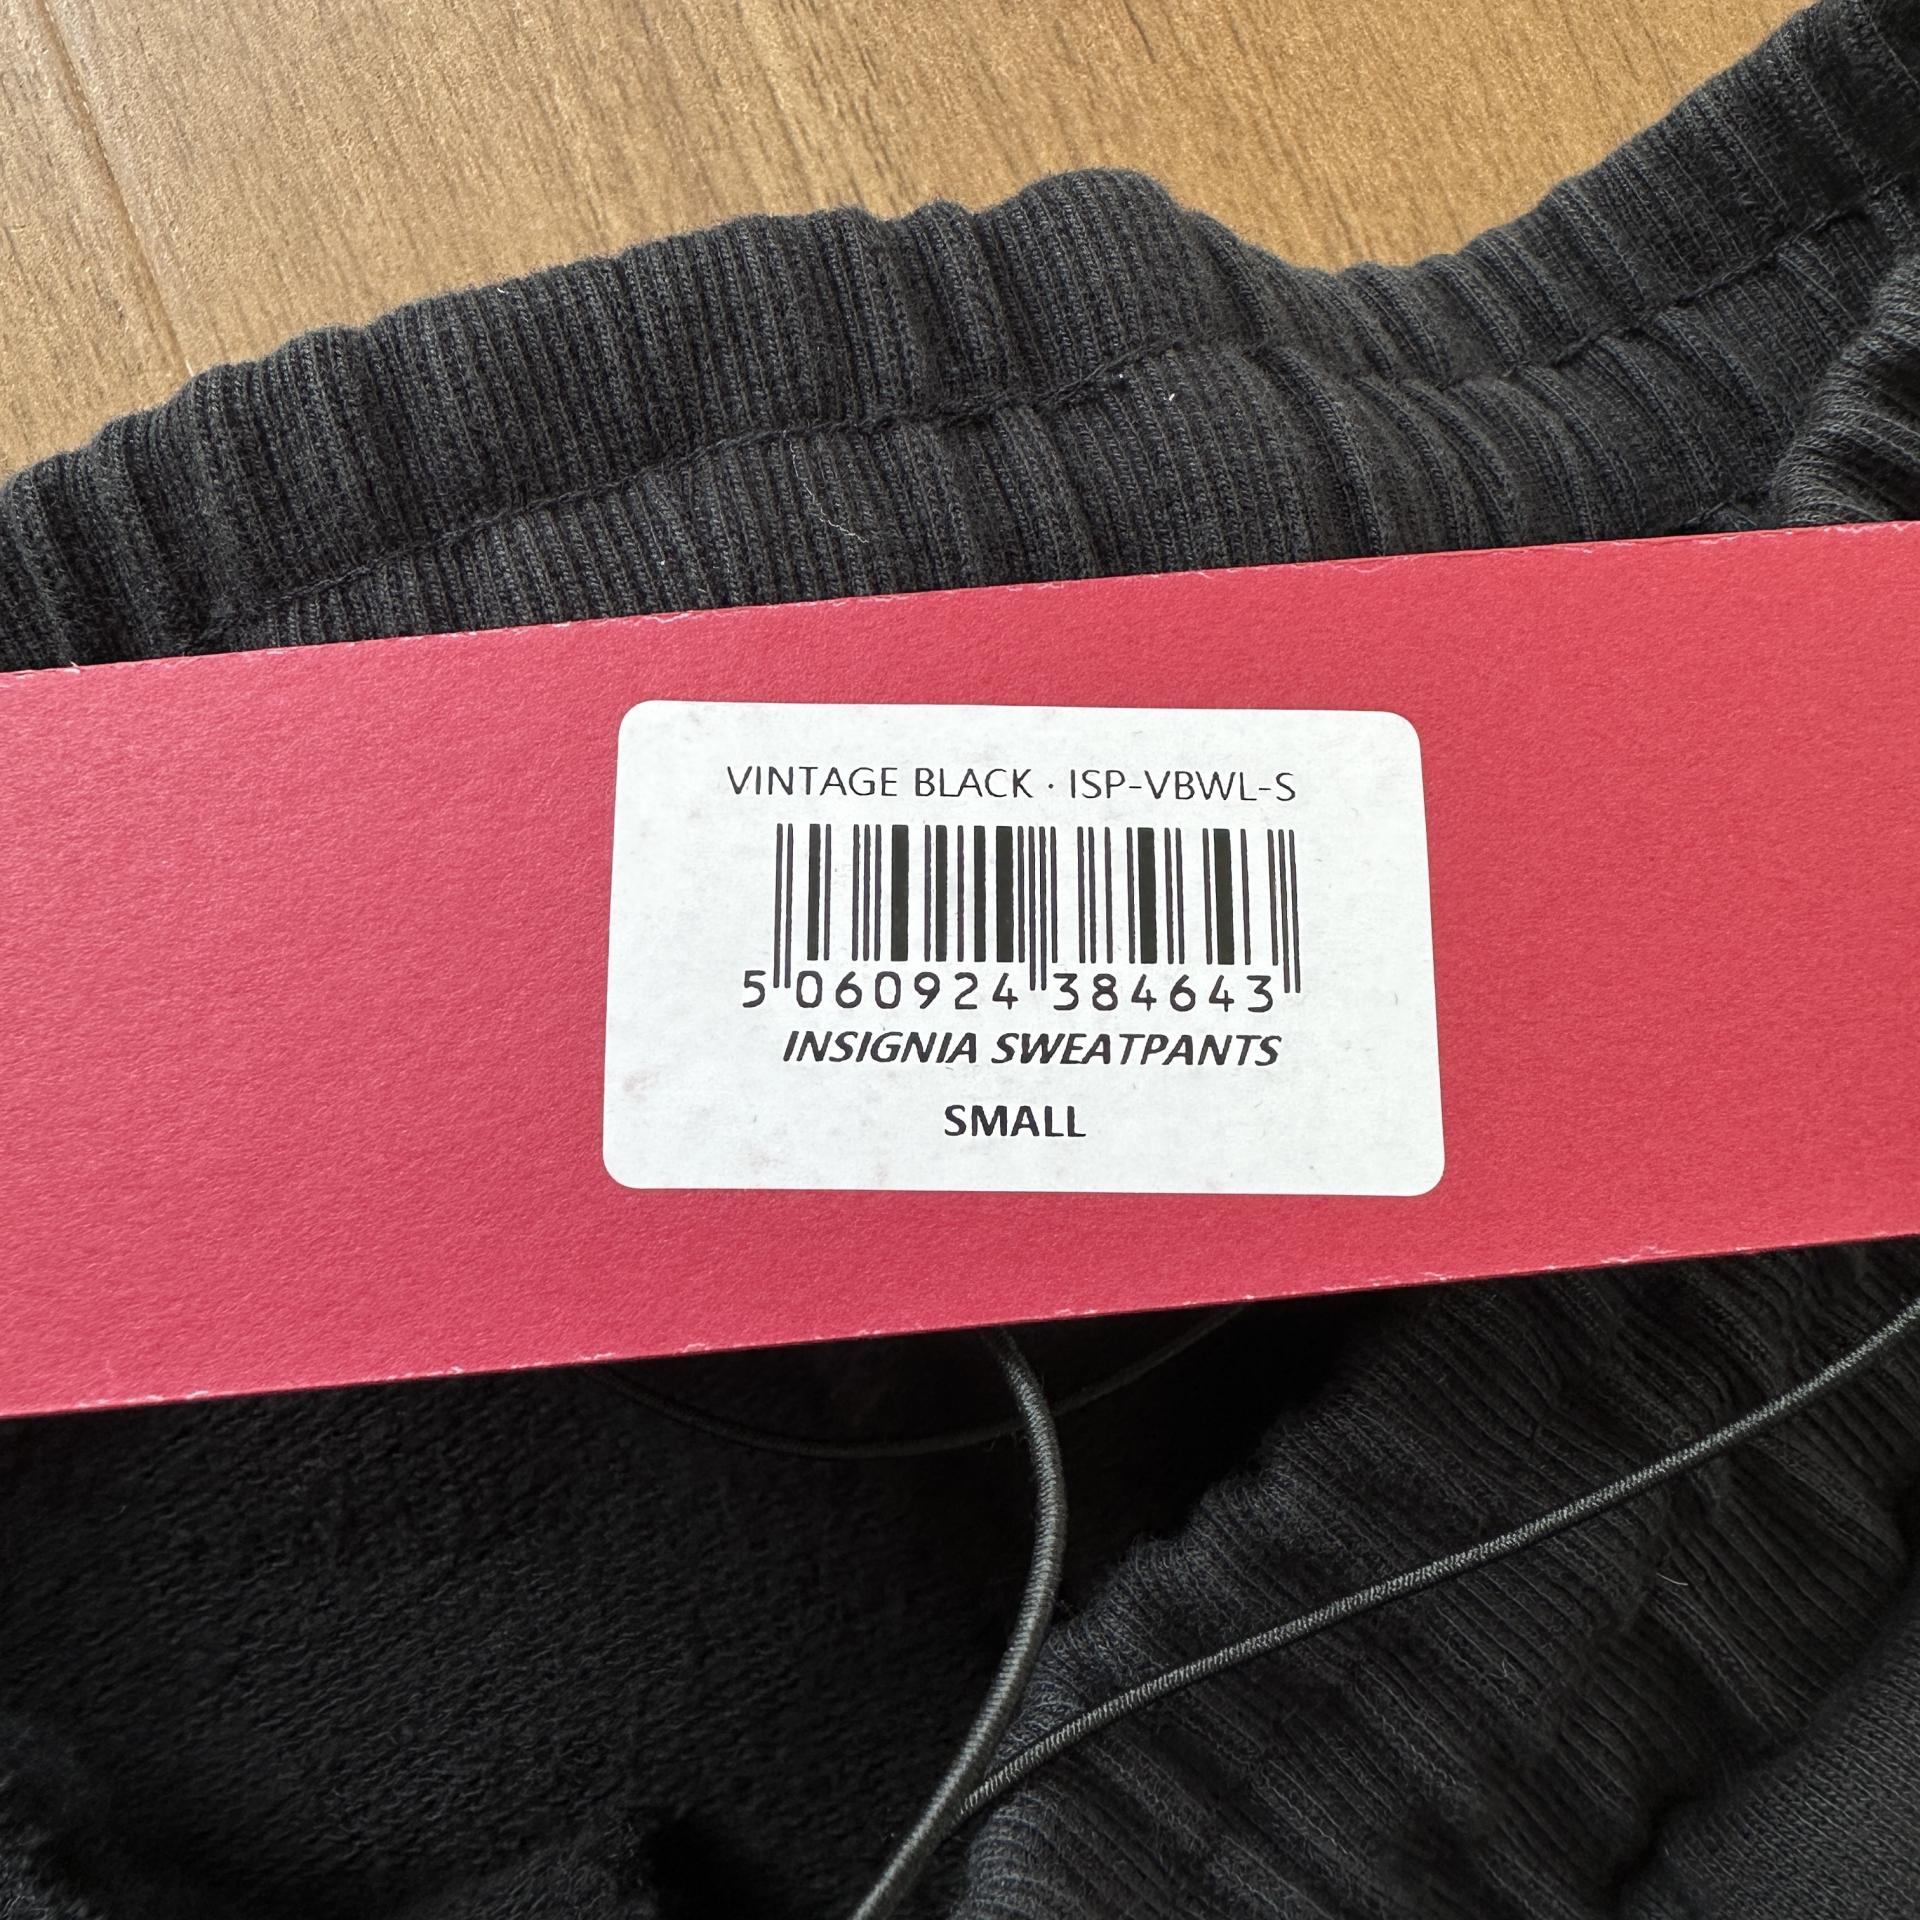 VINTAGE BLACK · ISP-VBWL-S
5 060924 384643
INSIGNIA SWEATPANTS
SMALL